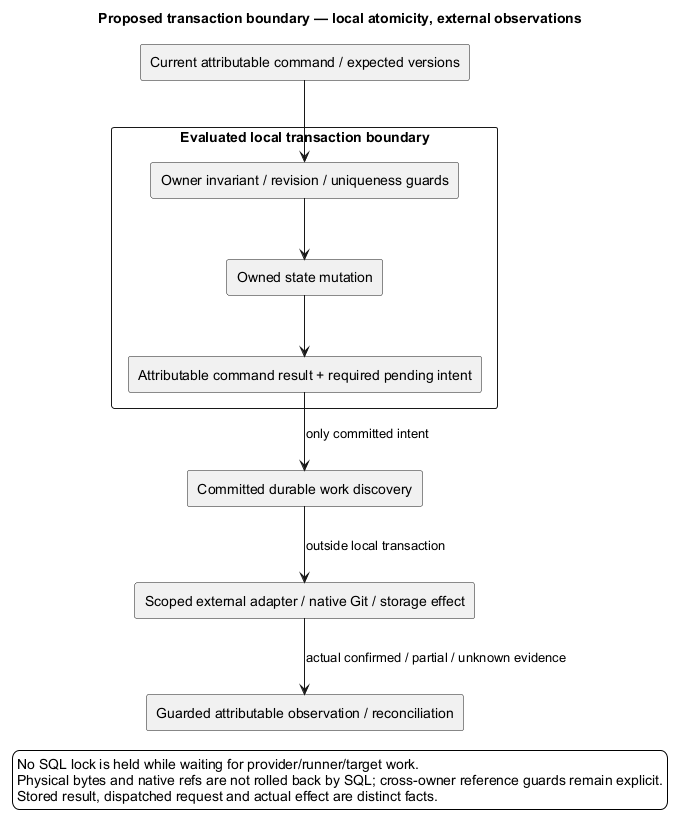 Proposed transaction boundary — local atomicity, external observations
Current attributable command / expected versions
Evaluated local transaction boundary
Owner invariant / revision / uniqueness guards
Owned state mutation
Attributable command result + required pending intent
only committed intent
Committed durable work discovery
outside local transaction
Scoped external adapter / native Git / storage effect
actual confirmed / partial / unknown evidence
Guarded attributable observation / reconciliation
No SQL lock is held while waiting for provider/runner/target work.
Physical bytes and native refs are not rolled back by SQL; cross-owner reference guards remain explicit.
Stored result, dispatched request and actual effect are distinct facts.